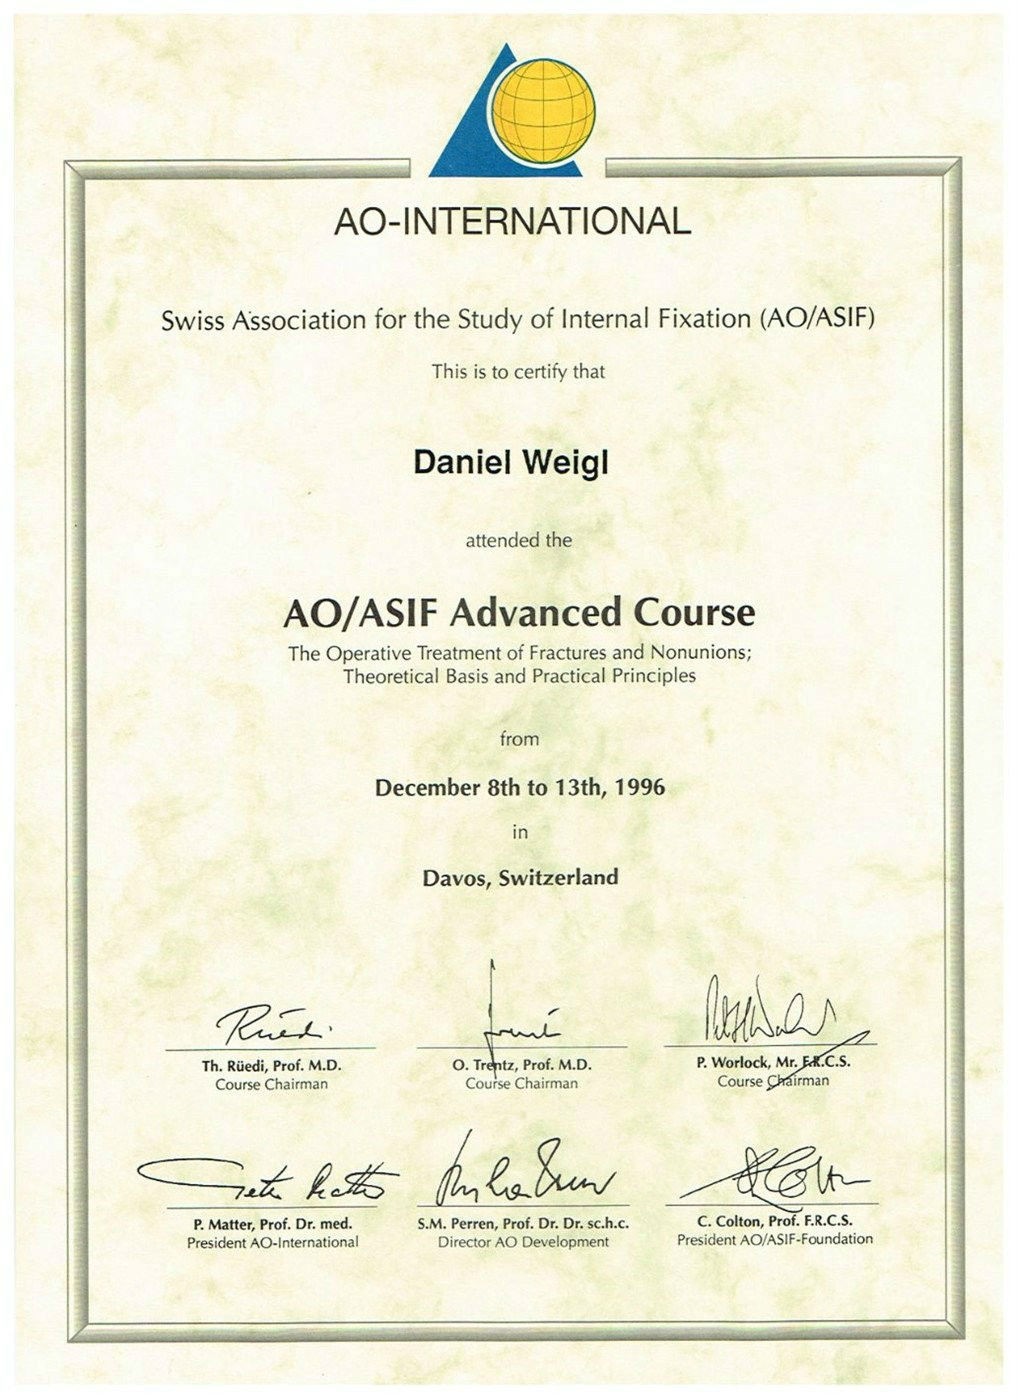 AO-INTERNATIONAL
Swiss Association for the Study of Internal Fixation (AO/ASIF)
This is to certify that
Daniel Weigl
attended the
AO/ASIF Advanced Course
The Operative Treatment of Fractures and Nonunions;
Theoretical Basis and Practical Principles
from
December 8th to 13th, 1996
in
Davos, Switzerland
Th. Rüedi, Prof. M.D.
Course Chairman
O. Trentz, Prof. M.D.
Course Chairman
P. Worlock, Mr. F.R.C.S.
Course Chairman
P. Matter, Prof. Dr. med.
President AO-International
S.M. Perren, Prof. Dr. Dr. sc.h.c.
Director AO Development
C. Colton, Prof. F.R.C.S.
President AO/ASIF-Foundation